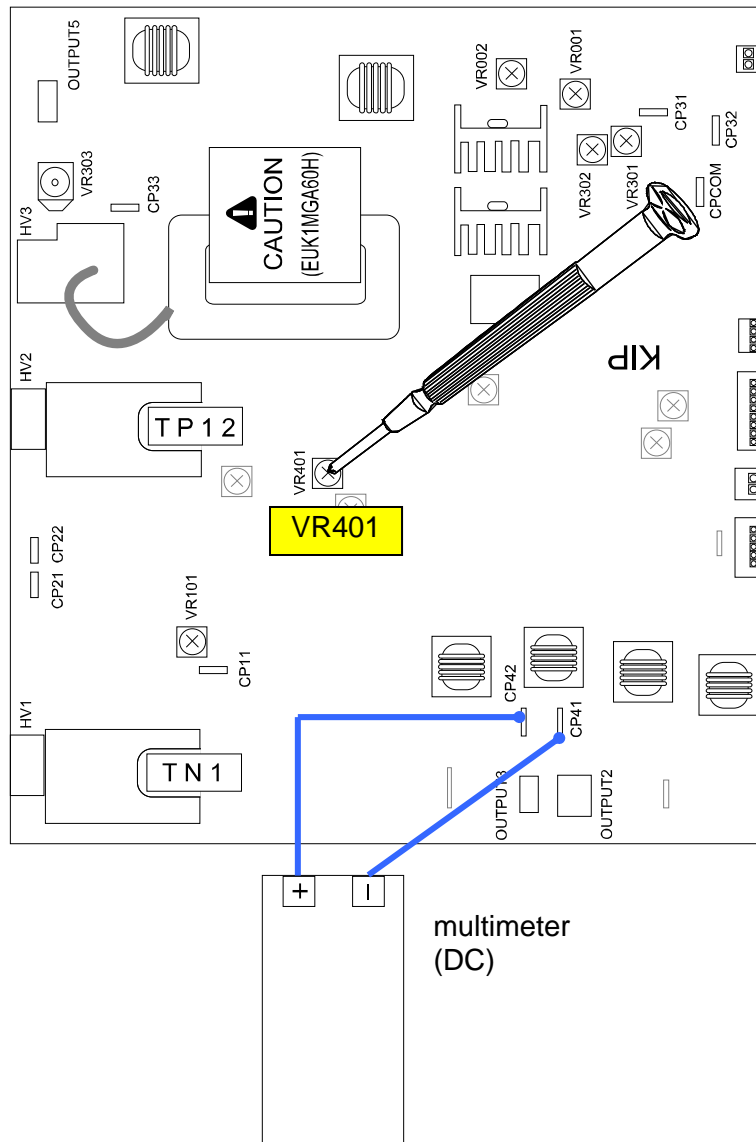 OUTPUT5
VR002
VR001
CP31
CP32
VR303
CP33
VR302
VR301
CPCOM
HV3
CAUTION
(EUK1MGA60H)
HV2
TP12
KIP
VR401
VR401
CP22
CP21
VR101
CP11
CP42
CP41
HV1
TN1
OUTPUT3
OUTPUT2
+ −
multimeter
(DC)